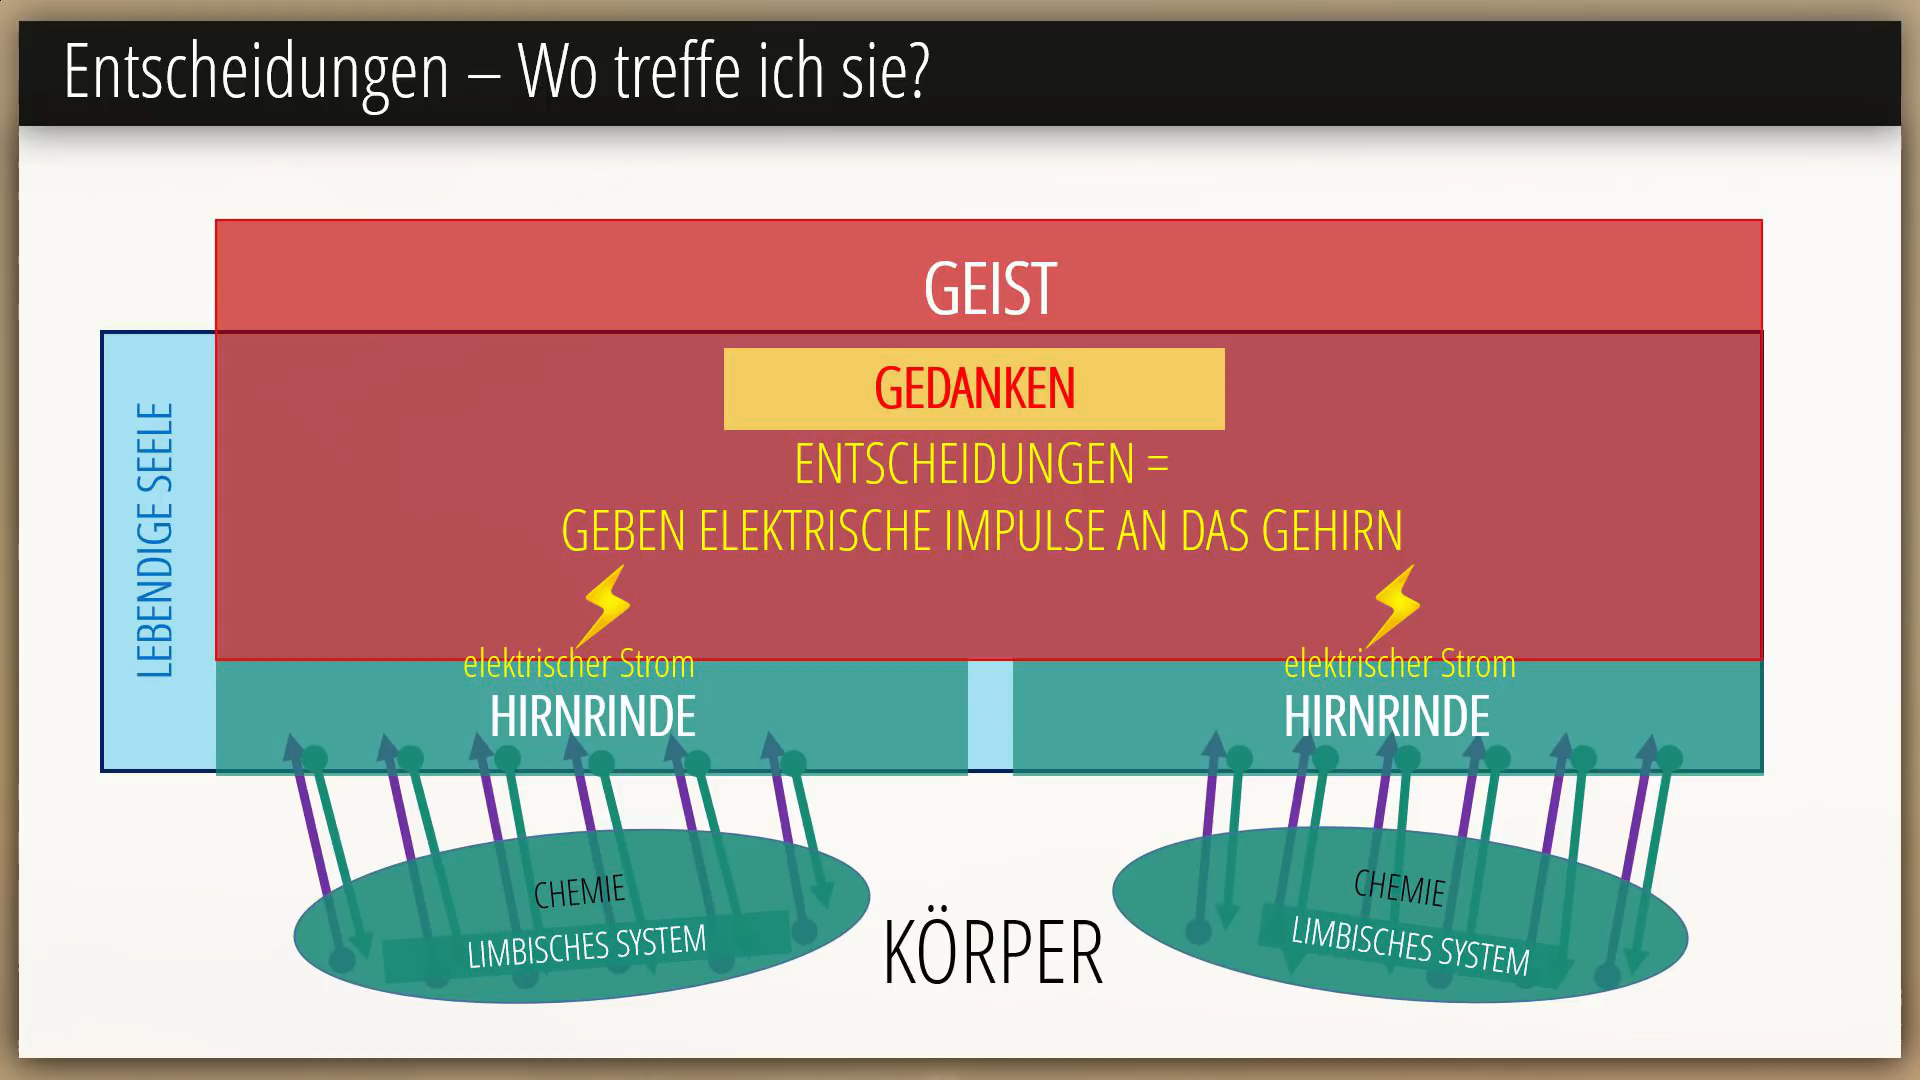 Entscheidungen – Wo treffe ich sie?
GEIST
GEDANKEN
ENTSCHEIDUNGEN =
GEBEN ELEKTRISCHE IMPULSE AN DAS GEHIRN
LEBENDIGE SEELE
elektrischer Strom
HIRNRINDE
elektrischer Strom
HIRNRINDE
CHEMIE
LIMBISCHES SYSTEM
KÖRPER
CHEMIE
LIMBISCHES SYSTEM